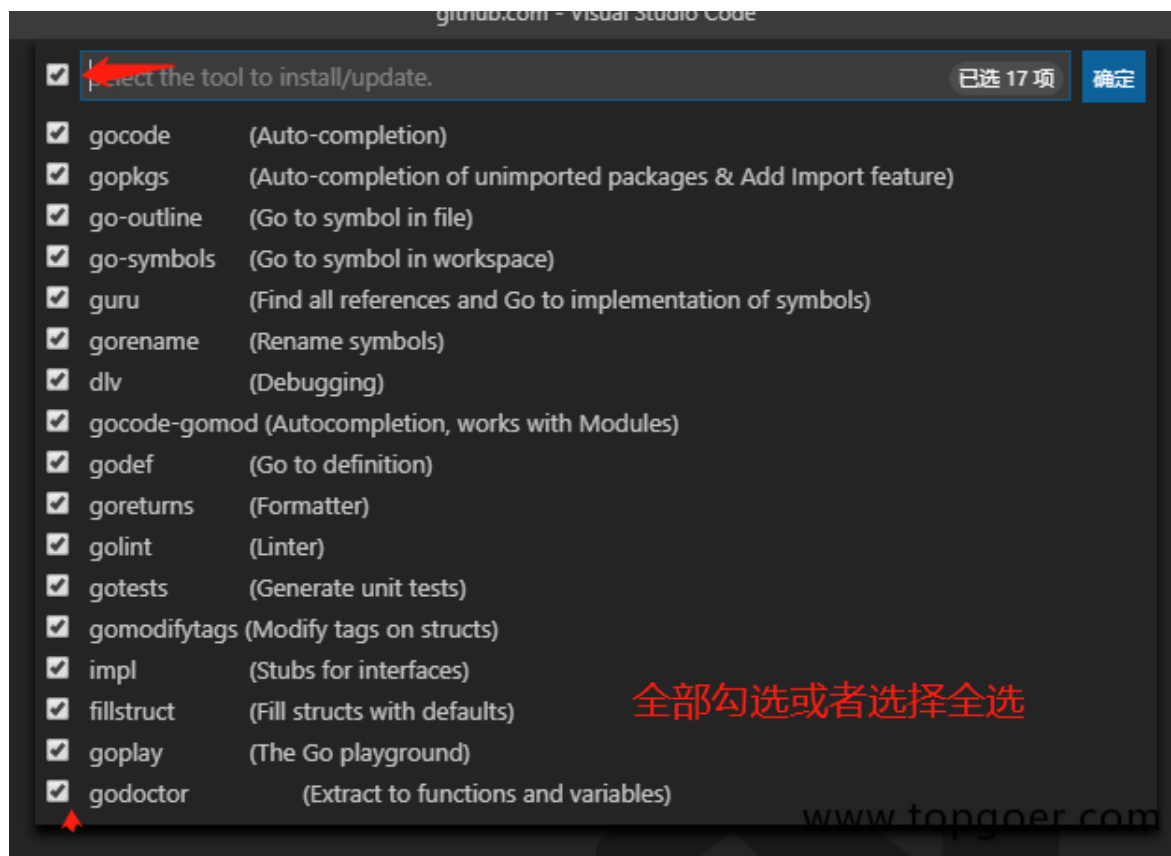 github.com - Visual Studio Code
Select the tool to install/update. 已选 17 项 确定
gocode (Auto-completion)
gopkgs (Auto-completion of unimported packages & Add Import feature)
go-outline (Go to symbol in file)
go-symbols (Go to symbol in workspace)
guru (Find all references and Go to implementation of symbols)
gorename (Rename symbols)
dlv (Debugging)
gocode-gomod (Autocompletion, works with Modules)
godef (Go to definition)
goreturns (Formatter)
golint (Linter)
gotests (Generate unit tests)
gomodifytags (Modify tags on structs)
impl (Stubs for interfaces)
全部勾选或者选择全选
fillstruct (Fill structs with defaults)
goplay (The Go playground)
godoctor (Extract to functions and variables)
www.topgoer.com